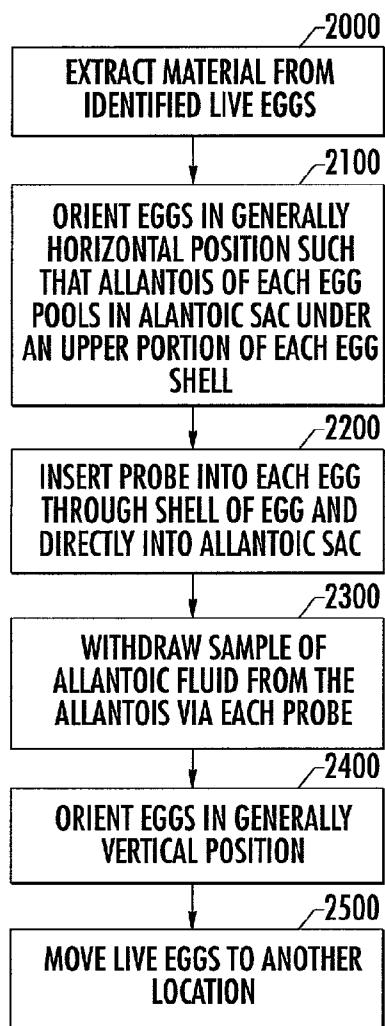 2000
EXTRACT MATERIAL FROM
IDENTIFIED LIVE EGGS
2100
ORIENT EGGS IN GENERALLY
HORIZONTAL POSITION SUCH
THAT ALLANTOIS OF EACH EGG
POOLS IN ALANTOIC SAC UNDER
AN UPPER PORTION OF EACH EGG
SHELL
2200
INSERT PROBE INTO EACH EGG
THROUGH SHELL OF EGG AND
DIRECTLY INTO ALLANTOIC SAC
2300
WITHDRAW SAMPLE OF
ALLANTOIC FLUID FROM THE
ALLANTOIS VIA EACH PROBE
2400
ORIENT EGGS IN GENERALLY
VERTICAL POSITION
2500
MOVE LIVE EGGS TO ANOTHER
LOCATION